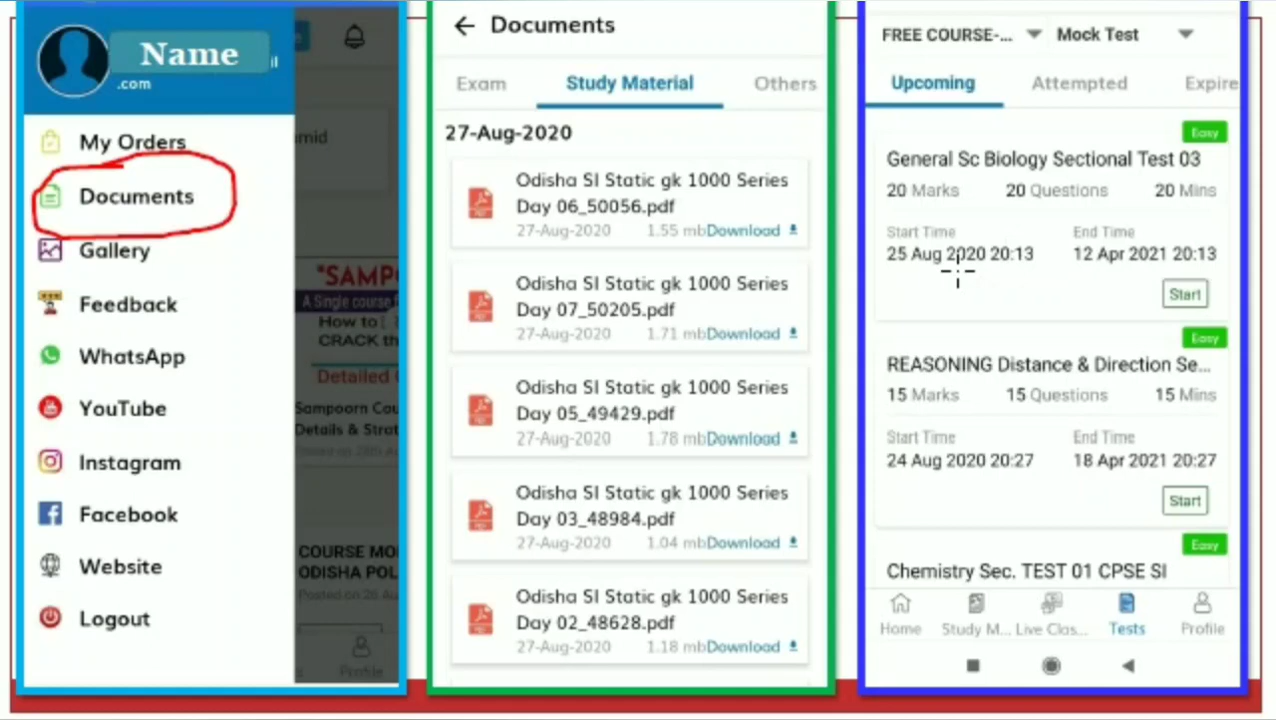 Name
il
.com
My Orders
Documents
Gallery
Feedback
WhatsApp
YouTube
Instagram
Facebook
Website
Logout
"SAMPO
A Single course f
How to
CRACK th
Detailed
Sampoorn Cou
Details & Strat
COURSE MO
ODISHA POL
Profile
Documents
Exam
Study Material
Others
27-Aug-2020
Odisha SI Static gk 1000 Series
Day 06_50056.pdf
27-Aug-2020 1.55 mb Download
Odisha SI Static gk 1000 Series
Day 07_50205.pdf
27-Aug-2020 1.71 mb Download
Odisha SI Static gk 1000 Series
Day 05_49429.pdf
27-Aug-2020 1.78 mb Download
Odisha SI Static gk 1000 Series
Day 03_48984.pdf
27-Aug-2020 1.04 mb Download
Odisha SI Static gk 1000 Series
Day 02_48628.pdf
27-Aug-2020 1.18 mb Download
FREE COURSE-... Mock Test
Upcoming Attempted Expire
Easy
General Sc Biology Sectional Test 03
20 Marks 20 Questions 20 Mins
Start Time End Time
25 Aug 2020 20:13 12 Apr 2021 20:13
Start
Easy
REASONING Distance & Direction Se...
15 Marks 15 Questions 15 Mins
Start Time End Time
24 Aug 2020 20:27 18 Apr 2021 20:27
Start
Easy
Chemistry Sec. TEST 01 CPSE SI
Home Study M... Live Clas... Tests Profile